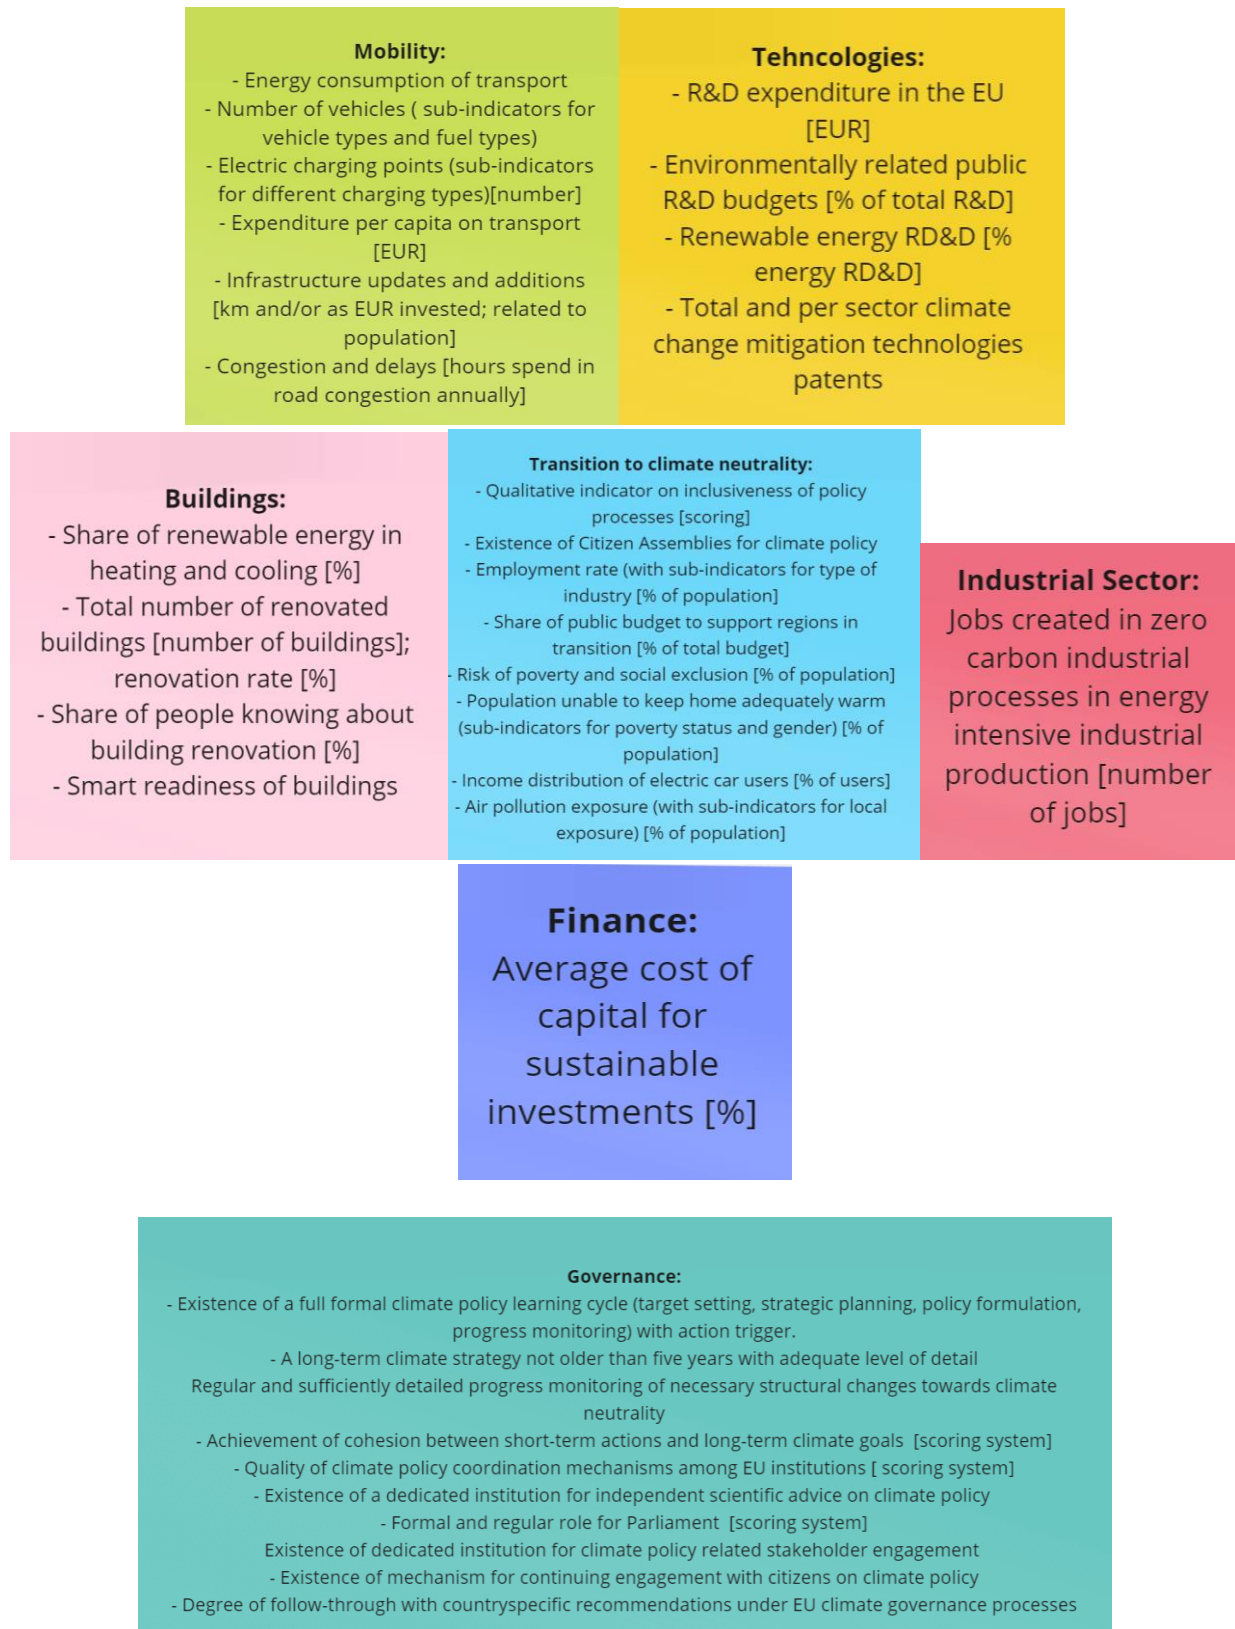 Mobility:
- Energy consumption of transport
- Number of vehicles ( sub-indicators for
vehicle types and fuel types)
- Electric charging points (sub-indicators
for different charging types)[number]
- Expenditure per capita on transport
[EUR]
- Infrastructure updates and additions
[km and/or as EUR invested; related to
population]
- Congestion and delays [hours spend in
road congestion annually]
Tehncologies:
- R&D expenditure in the EU
[EUR]
- Environmentally related public
R&D budgets [% of total R&D]
- Renewable energy RD&D [%
energy RD&D]
- Total and per sector climate
change mitigation technologies
patents
Buildings:
- Share of renewable energy in
heating and cooling [%]
- Total number of renovated
buildings [number of buildings];
renovation rate [%]
- Share of people knowing about
building renovation [%]
- Smart readiness of buildings
Transition to climate neutrality:
- Qualitative indicator on inclusiveness of policy
processes [scoring]
- Existence of Citizen Assemblies for climate policy
- Employment rate (with sub-indicators for type of
industry [% of population]
- Share of public budget to support regions in
transition [% of total budget]
- Risk of poverty and social exclusion [% of population]
- Population unable to keep home adequately warm
(sub-indicators for poverty status and gender) [% of
population]
- Income distribution of electric car users [% of users]
- Air pollution exposure (with sub-indicators for local
exposure) [% of population]
Industrial Sector:
Jobs created in zero
carbon industrial
processes in energy
intensive industrial
production [number
of jobs]
Finance:
Average cost of
capital for
sustainable
investments [%]
Governance:
- Existence of a full formal climate policy learning cycle (target setting, strategic planning, policy formulation,
progress monitoring) with action trigger.
- A long-term climate strategy not older than five years with adequate level of detail
Regular and sufficiently detailed progress monitoring of necessary structural changes towards climate
neutrality
- Achievement of cohesion between short-term actions and long-term climate goals [scoring system]
- Quality of climate policy coordination mechanisms among EU institutions [ scoring system]
- Existence of a dedicated institution for independent scientific advice on climate policy
- Formal and regular role for Parliament [scoring system]
Existence of dedicated institution for climate policy related stakeholder engagement
- Existence of mechanism for continuing engagement with citizens on climate policy
- Degree of follow-through with countryspecific recommendations under EU climate governance processes